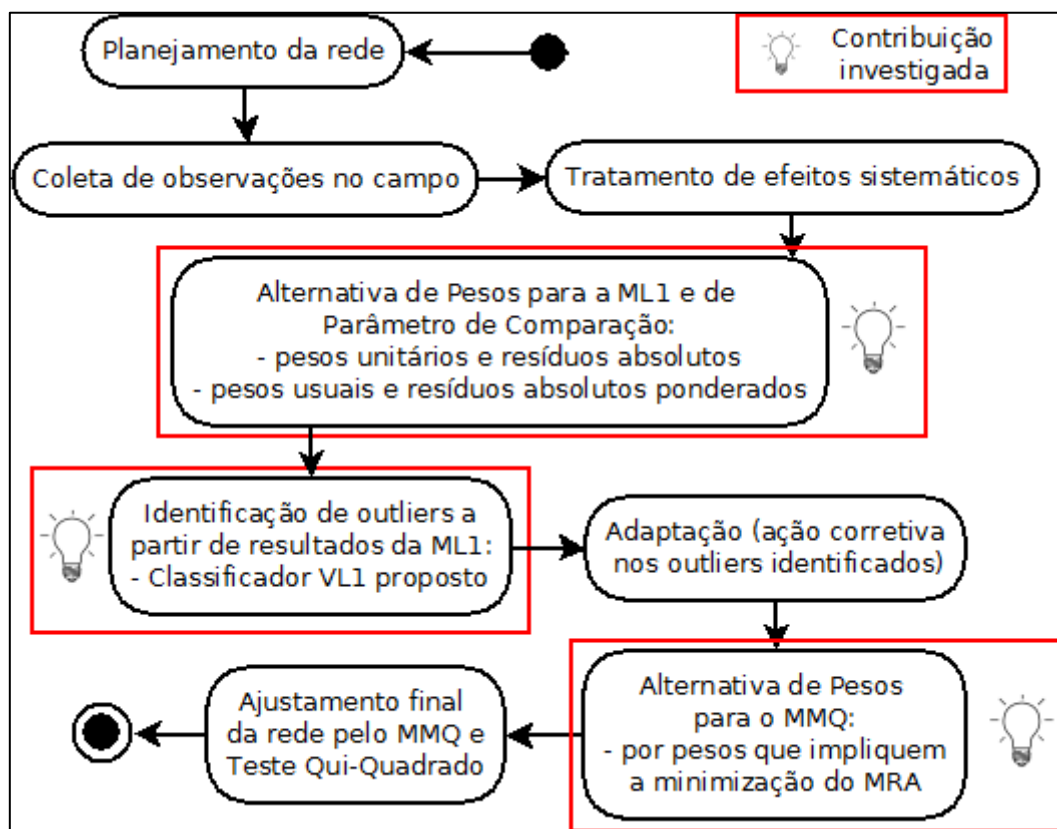 Planejamento da rede
Contribuição
investigada
Coleta de observações no campo
Tratamento de efeitos sistemáticos
Alternativa de Pesos para a ML1 e de
Parâmetro de Comparação:
- pesos unitários e resíduos absolutos
- pesos usuais e resíduos absolutos ponderados
Identificação de outliers a
partir de resultados da ML1:
- Classificador VL1 proposto
Adaptação (ação corretiva
nos outliers identificados)
Alternativa de Pesos
para o MMQ:
- por pesos que impliquem
a minimização do MRA
Ajustamento final
da rede pelo MMQ e
Teste Qui-Quadrado